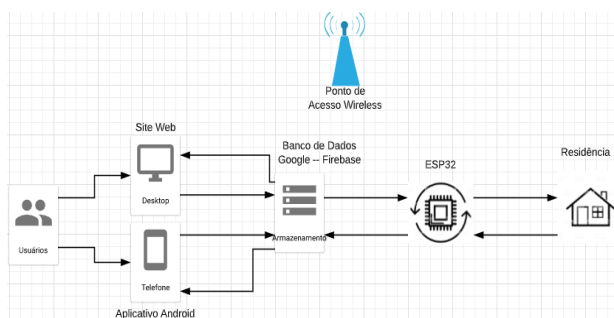 Ponto de
Acesso Wireless
Site Web
Banco de Dados
Google -- Firebase
ESP32
Residência
Desktop
Usuários
Armazenamento
Telefone
Aplicativo Android